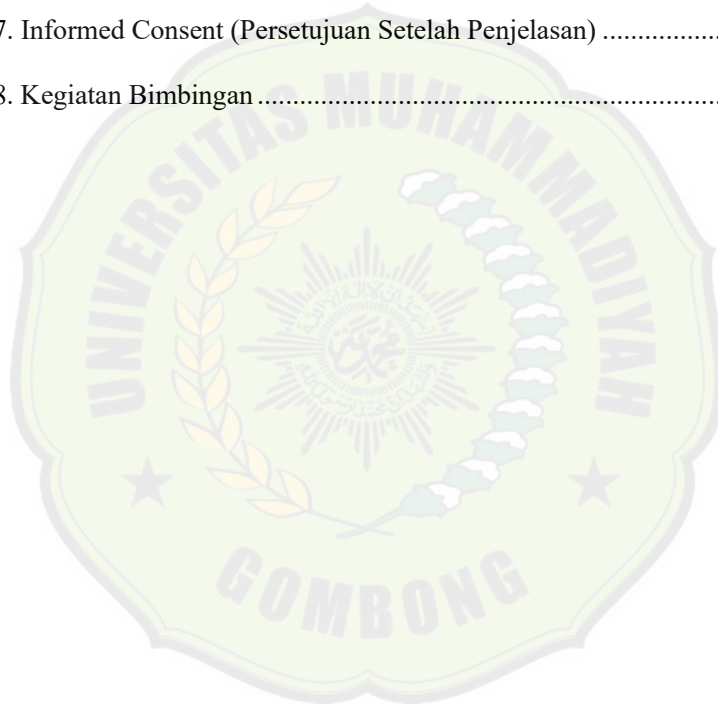 7. Informed Consent (Persetujuan Setelah Penjelasan) .................
8. Kegiatan Bimbingan .................................................................
UNIVERSITAS MUHAMMADIYAH
GOMBONG